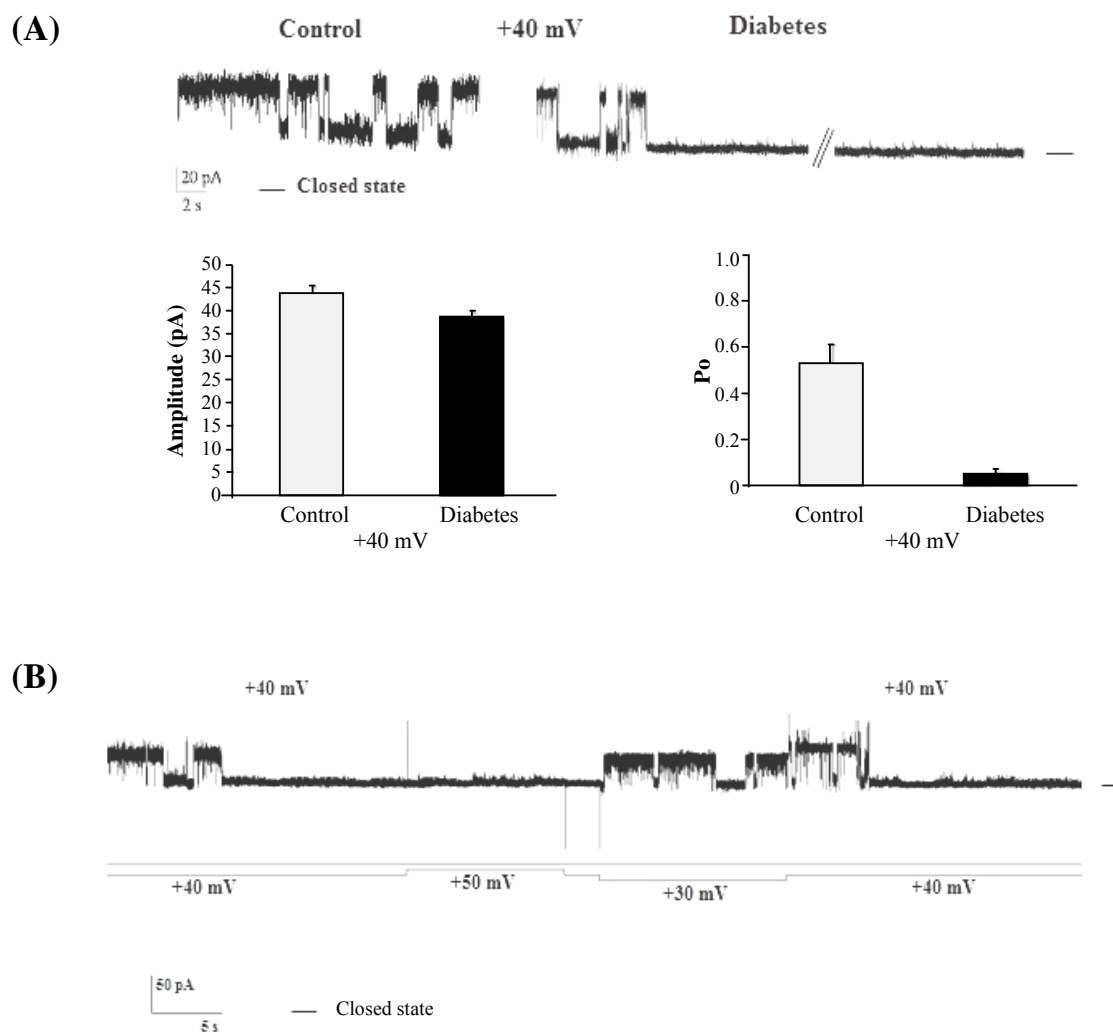 (A)
Control +40 mV Diabetes
20 pA
2 s
— Closed state
50
45
40
35
30
25
20
15
10
5
0
Amplitude (pA)
Control Diabetes
+40 mV
1.0
0.8
0.6
0.4
0.2
0
Po
Control Diabetes
+40 mV
(B)
+40 mV +40 mV
+40 mV +50 mV +30 mV +40 mV
50 pA
5 s
— Closed state